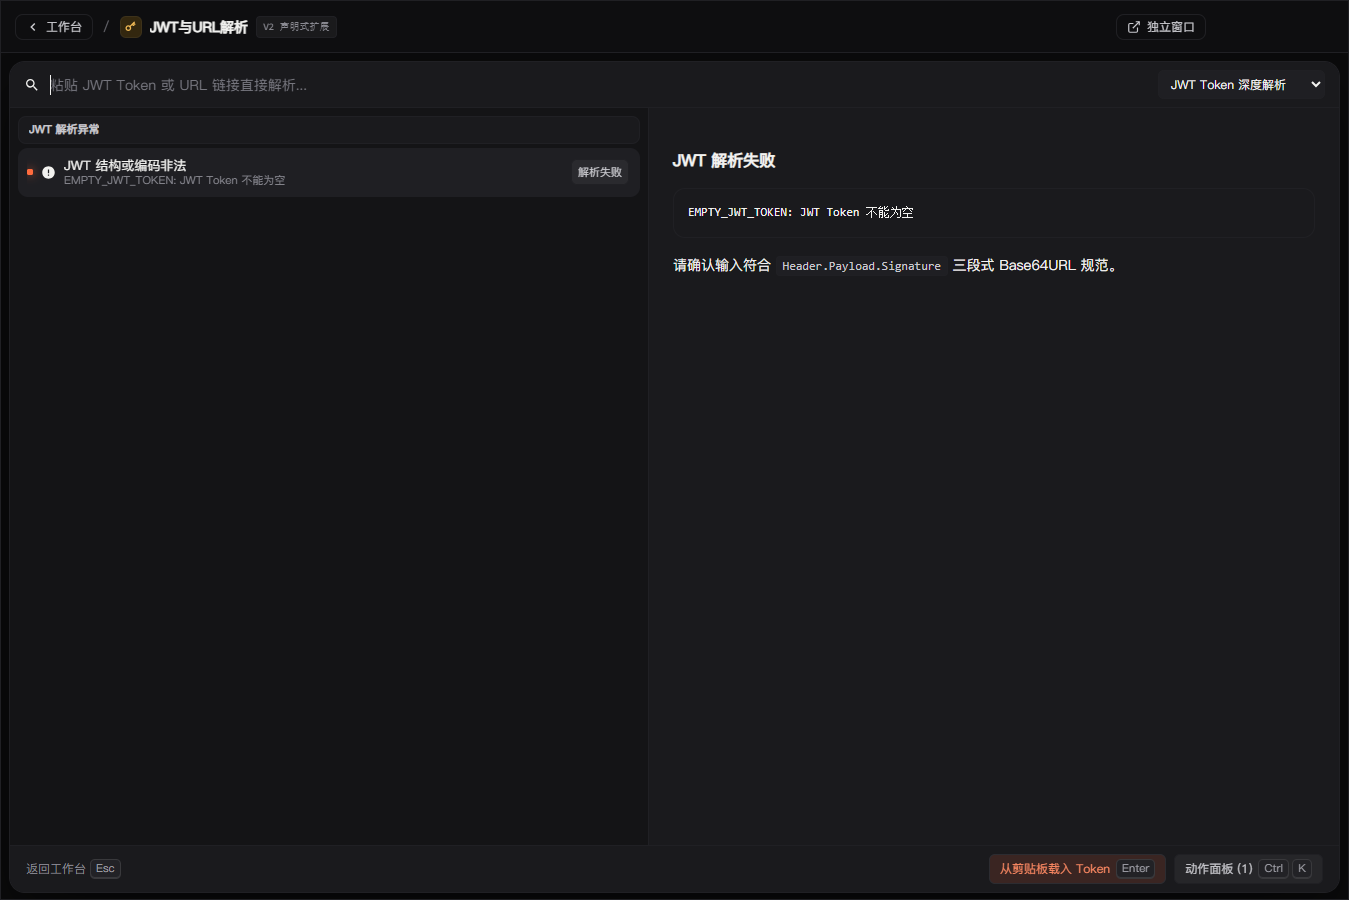 工作台 / JWT与URL解析 V2 声明式扩展 独立窗口
粘贴 JWT Token 或 URL 链接直接解析... JWT Token 深度解析
JWT 解析异常
JWT 结构或编码非法
EMPTY_JWT_TOKEN: JWT Token 不能为空
解析失败
JWT 解析失败
EMPTY_JWT_TOKEN: JWT Token 不能为空
请确认输入符合 Header.Payload.Signature 三段式 Base64URL 规范。
返回工作台 Esc 从剪贴板载入 Token Enter 动作面板 (1) Ctrl K